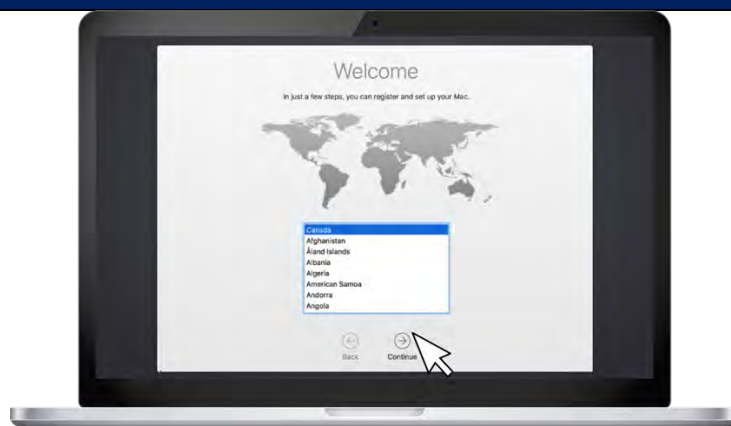 Welcome
In just a few steps, you can register and set up your Mac.
Canada
Afghanistan
Åland Islands
Albania
Algeria
American Samoa
Andorra
Angola
Back
Continue